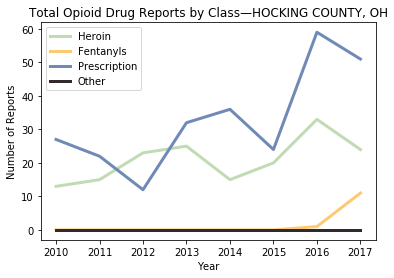 Total Opioid Drug Reports by Class—HOCKING COUNTY, OH
Heroin
Fentanyls
Prescription
Other
Number of Reports
60
50
40
30
20
10
0
2010 2011 2012 2013 2014 2015 2016 2017
Year